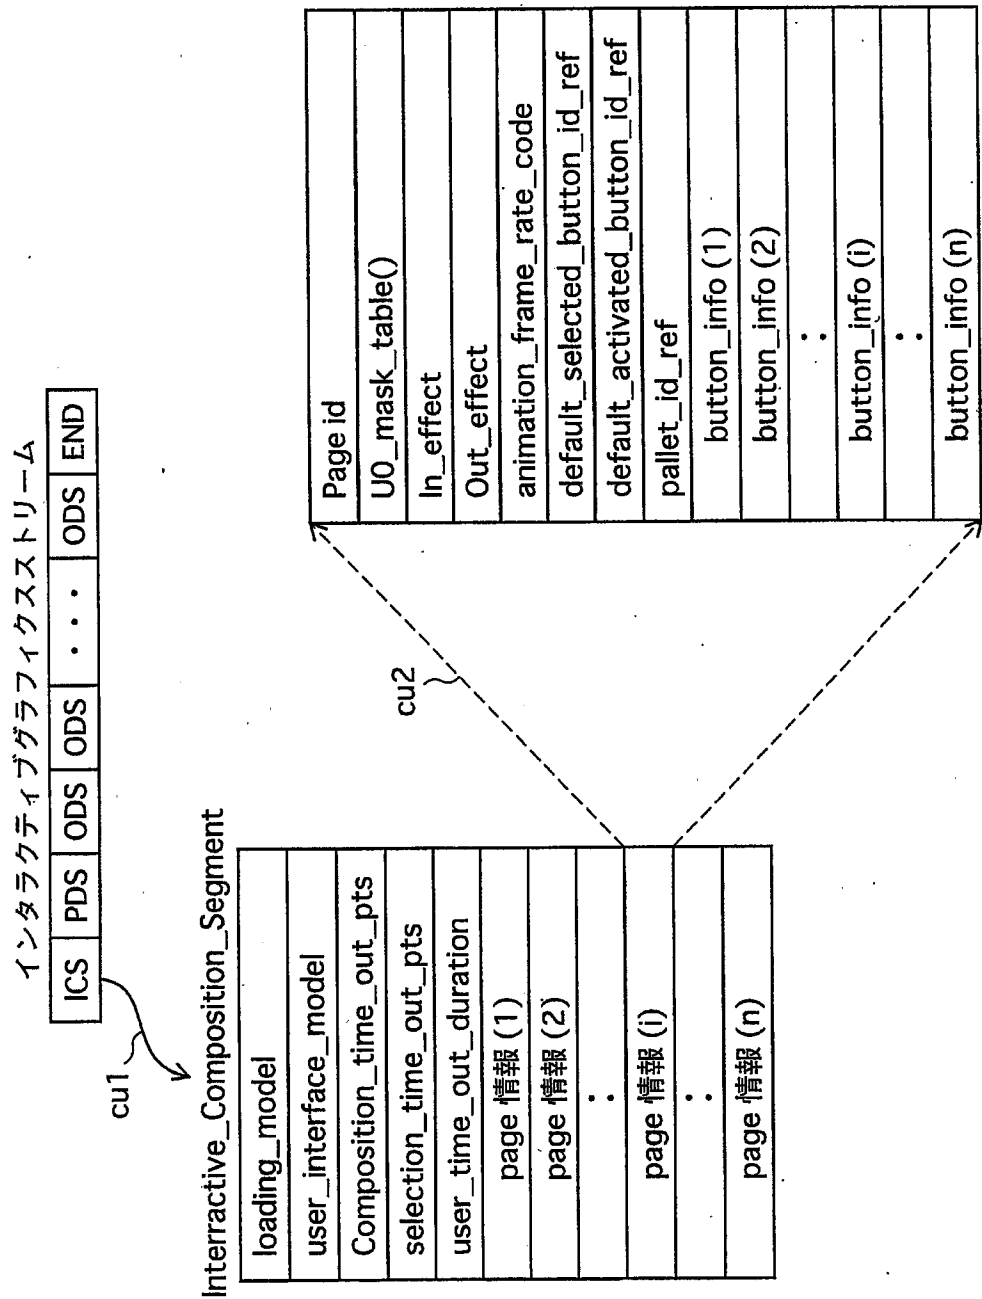 インタラクティブグラフィクスストリーム
ICS PDS ODS ODS ・・・ ODS END
cu1
Interractive_Composition_Segment
loading_model
user_interface_model
Composition_time_out_pts
selection_time_out_pts
user_time_out_duration
page 情報 (1)
page 情報 (2)
:
page 情報 (i)
:
page 情報 (n)
cu2
Page id
U0_mask_table()
In_effect
Out_effect
animation_frame_rate_code
default_selected_button_id_ref
default_activated_button_id_ref
pallet_id_ref
button_info (1)
button_info (2)
:
button_info (i)
:
button_info (n)